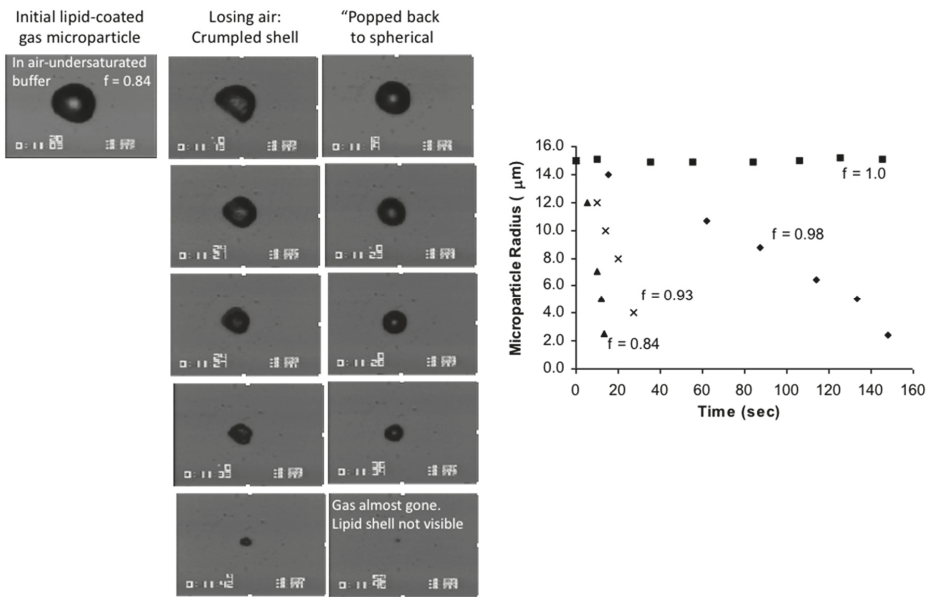 Initial lipid-coated
gas microparticle
Losing air:
Crumpled shell
“Popped back
to spherical
In air-undersaturated
buffer f = 0.84
Gas almost gone.
Lipid shell not visible
16.0
14.0
12.0
10.0
8.0
6.0
4.0
2.0
0.0
Microparticle Radius ( μm)
f = 1.0
f = 0.98
f = 0.93
f = 0.84
0 20 40 60 80 100 120 140 160
Time (sec)